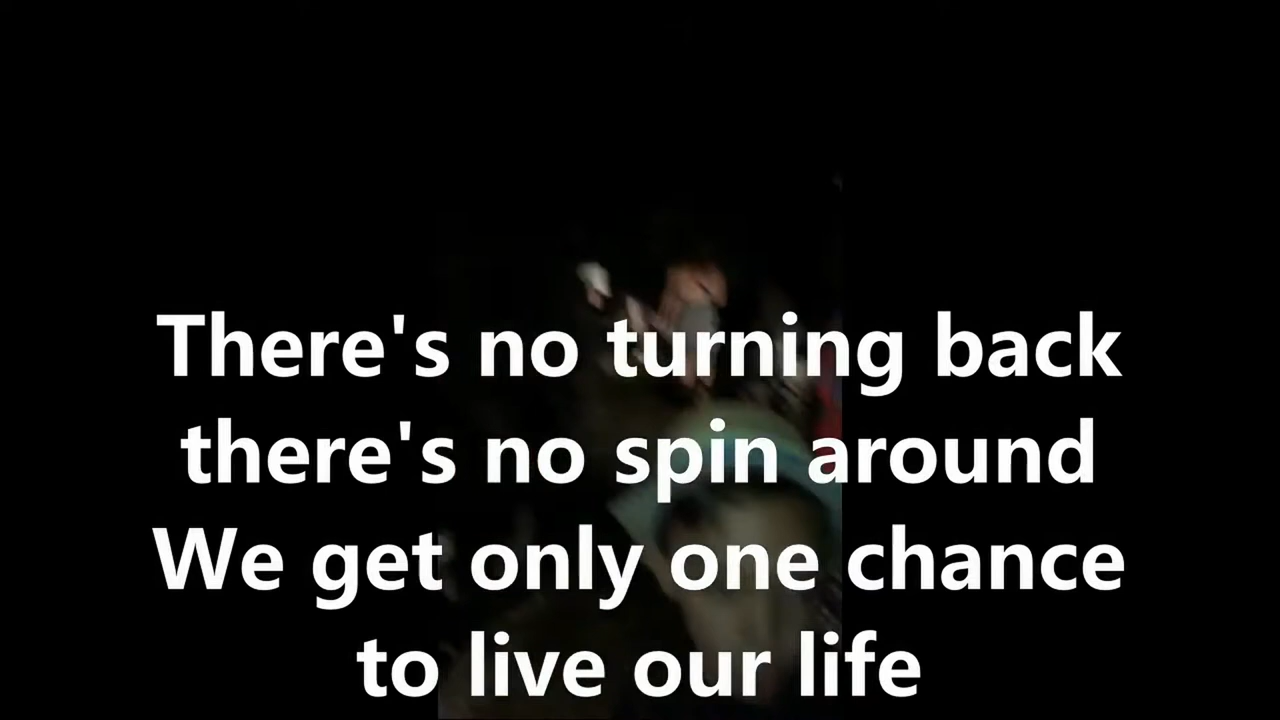 There's no turning back
there's no spin around
We get only one chance
to live our life